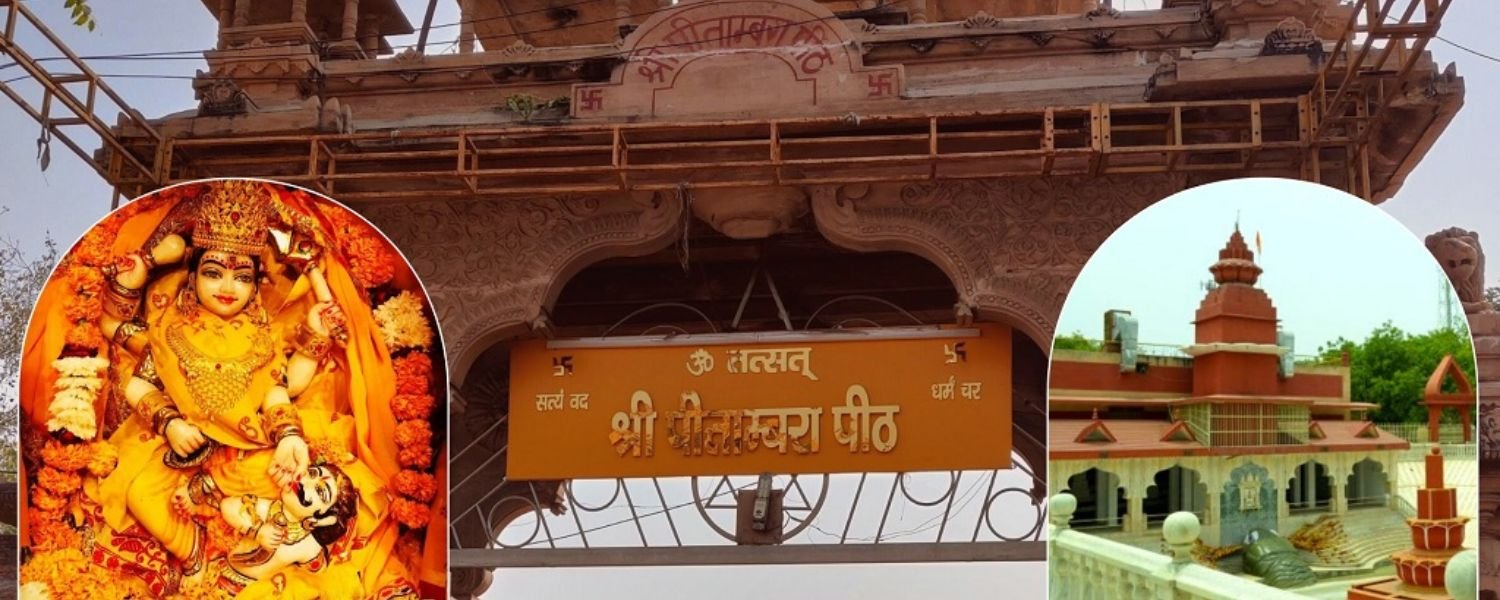 श्री पीताम्बरा पीठ
ॐ तत्सत्
सत्यं वद
धर्मं चर
श्री पीताम्बरा पीठ